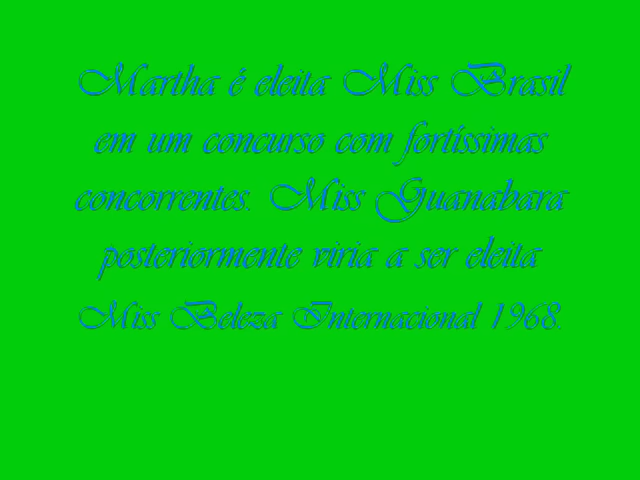 Martha é eleita Miss Brasil
em um concurso com fortíssimas
concorrentes. Miss Guanabara
posteriormente viria a ser eleita
Miss Beleza Internacional 1968.